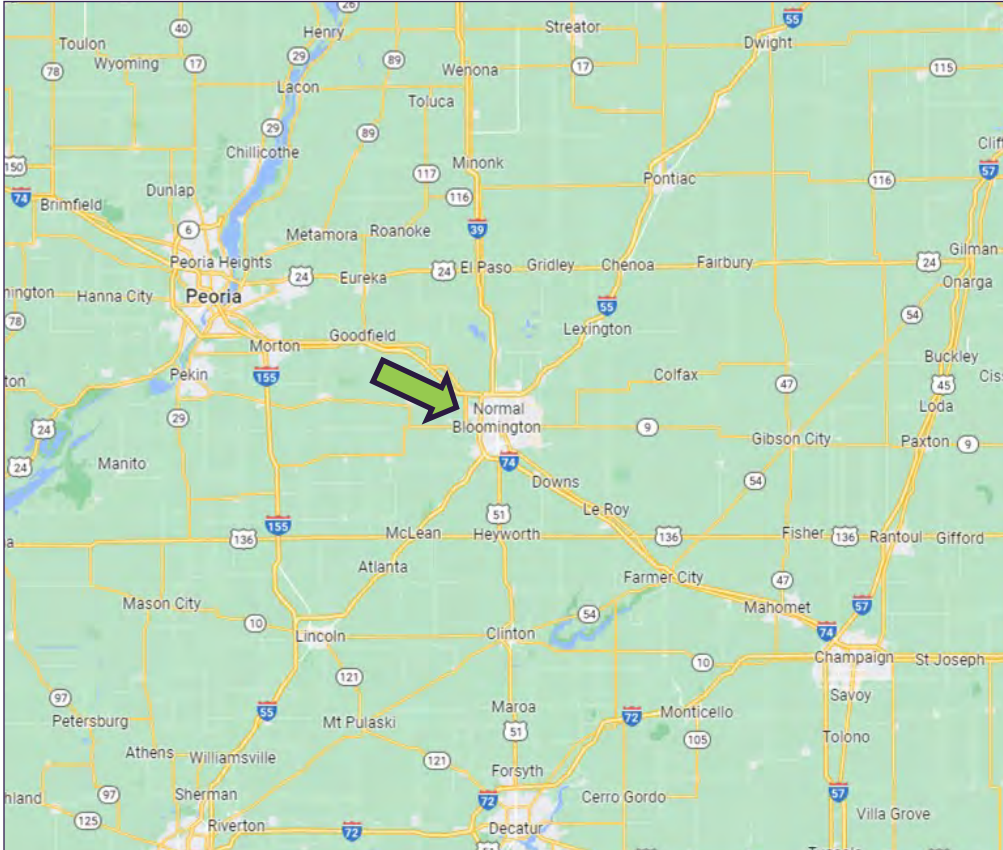 26
Henry
Streator
55
40
Toulon
29
Dwight
Wyoming
17
89
78
Wenona
17
115
Lacon
Toluca
29
89
Chillicothe
Cliff
150
Minonk
117
57
74
Dunlap
Pontiac
116
116
Brimfield
6
39
Metamora
Roanoke
Gilman
Peoria Heights
24
Eureka
24
El Paso
Gridley
Chenoa
Fairbury
24
Onarga
nington
Hanna City
Peoria
55
54
78
Lexington
Goodfield
Morton
Buckley
Pekin
155
Colfax
47
45
Cis
ton
Loda
Normal
29
24
Bloomington
9
Gibson City
Paxton
9
24
Manito
74
54
Downs
51
Le Roy
155
136
McLean
Heyworth
136
Fisher
136
Rantoul
Gifford
a
Atlanta
Farmer City
47
Mason City
54
Mahomet
57
10
Lincoln
Clinton
74
10
Champaign
St Joseph
121
97
Savoy
55
Maroa
72
Monticello
Petersburg
Mt Pulaski
51
105
Tolono
Athens
Williamsville
121
Forsyth
57
hland
97
Sherman
72
Cerro Gordo
125
Villa Grove
Riverton
72
Decatur
51